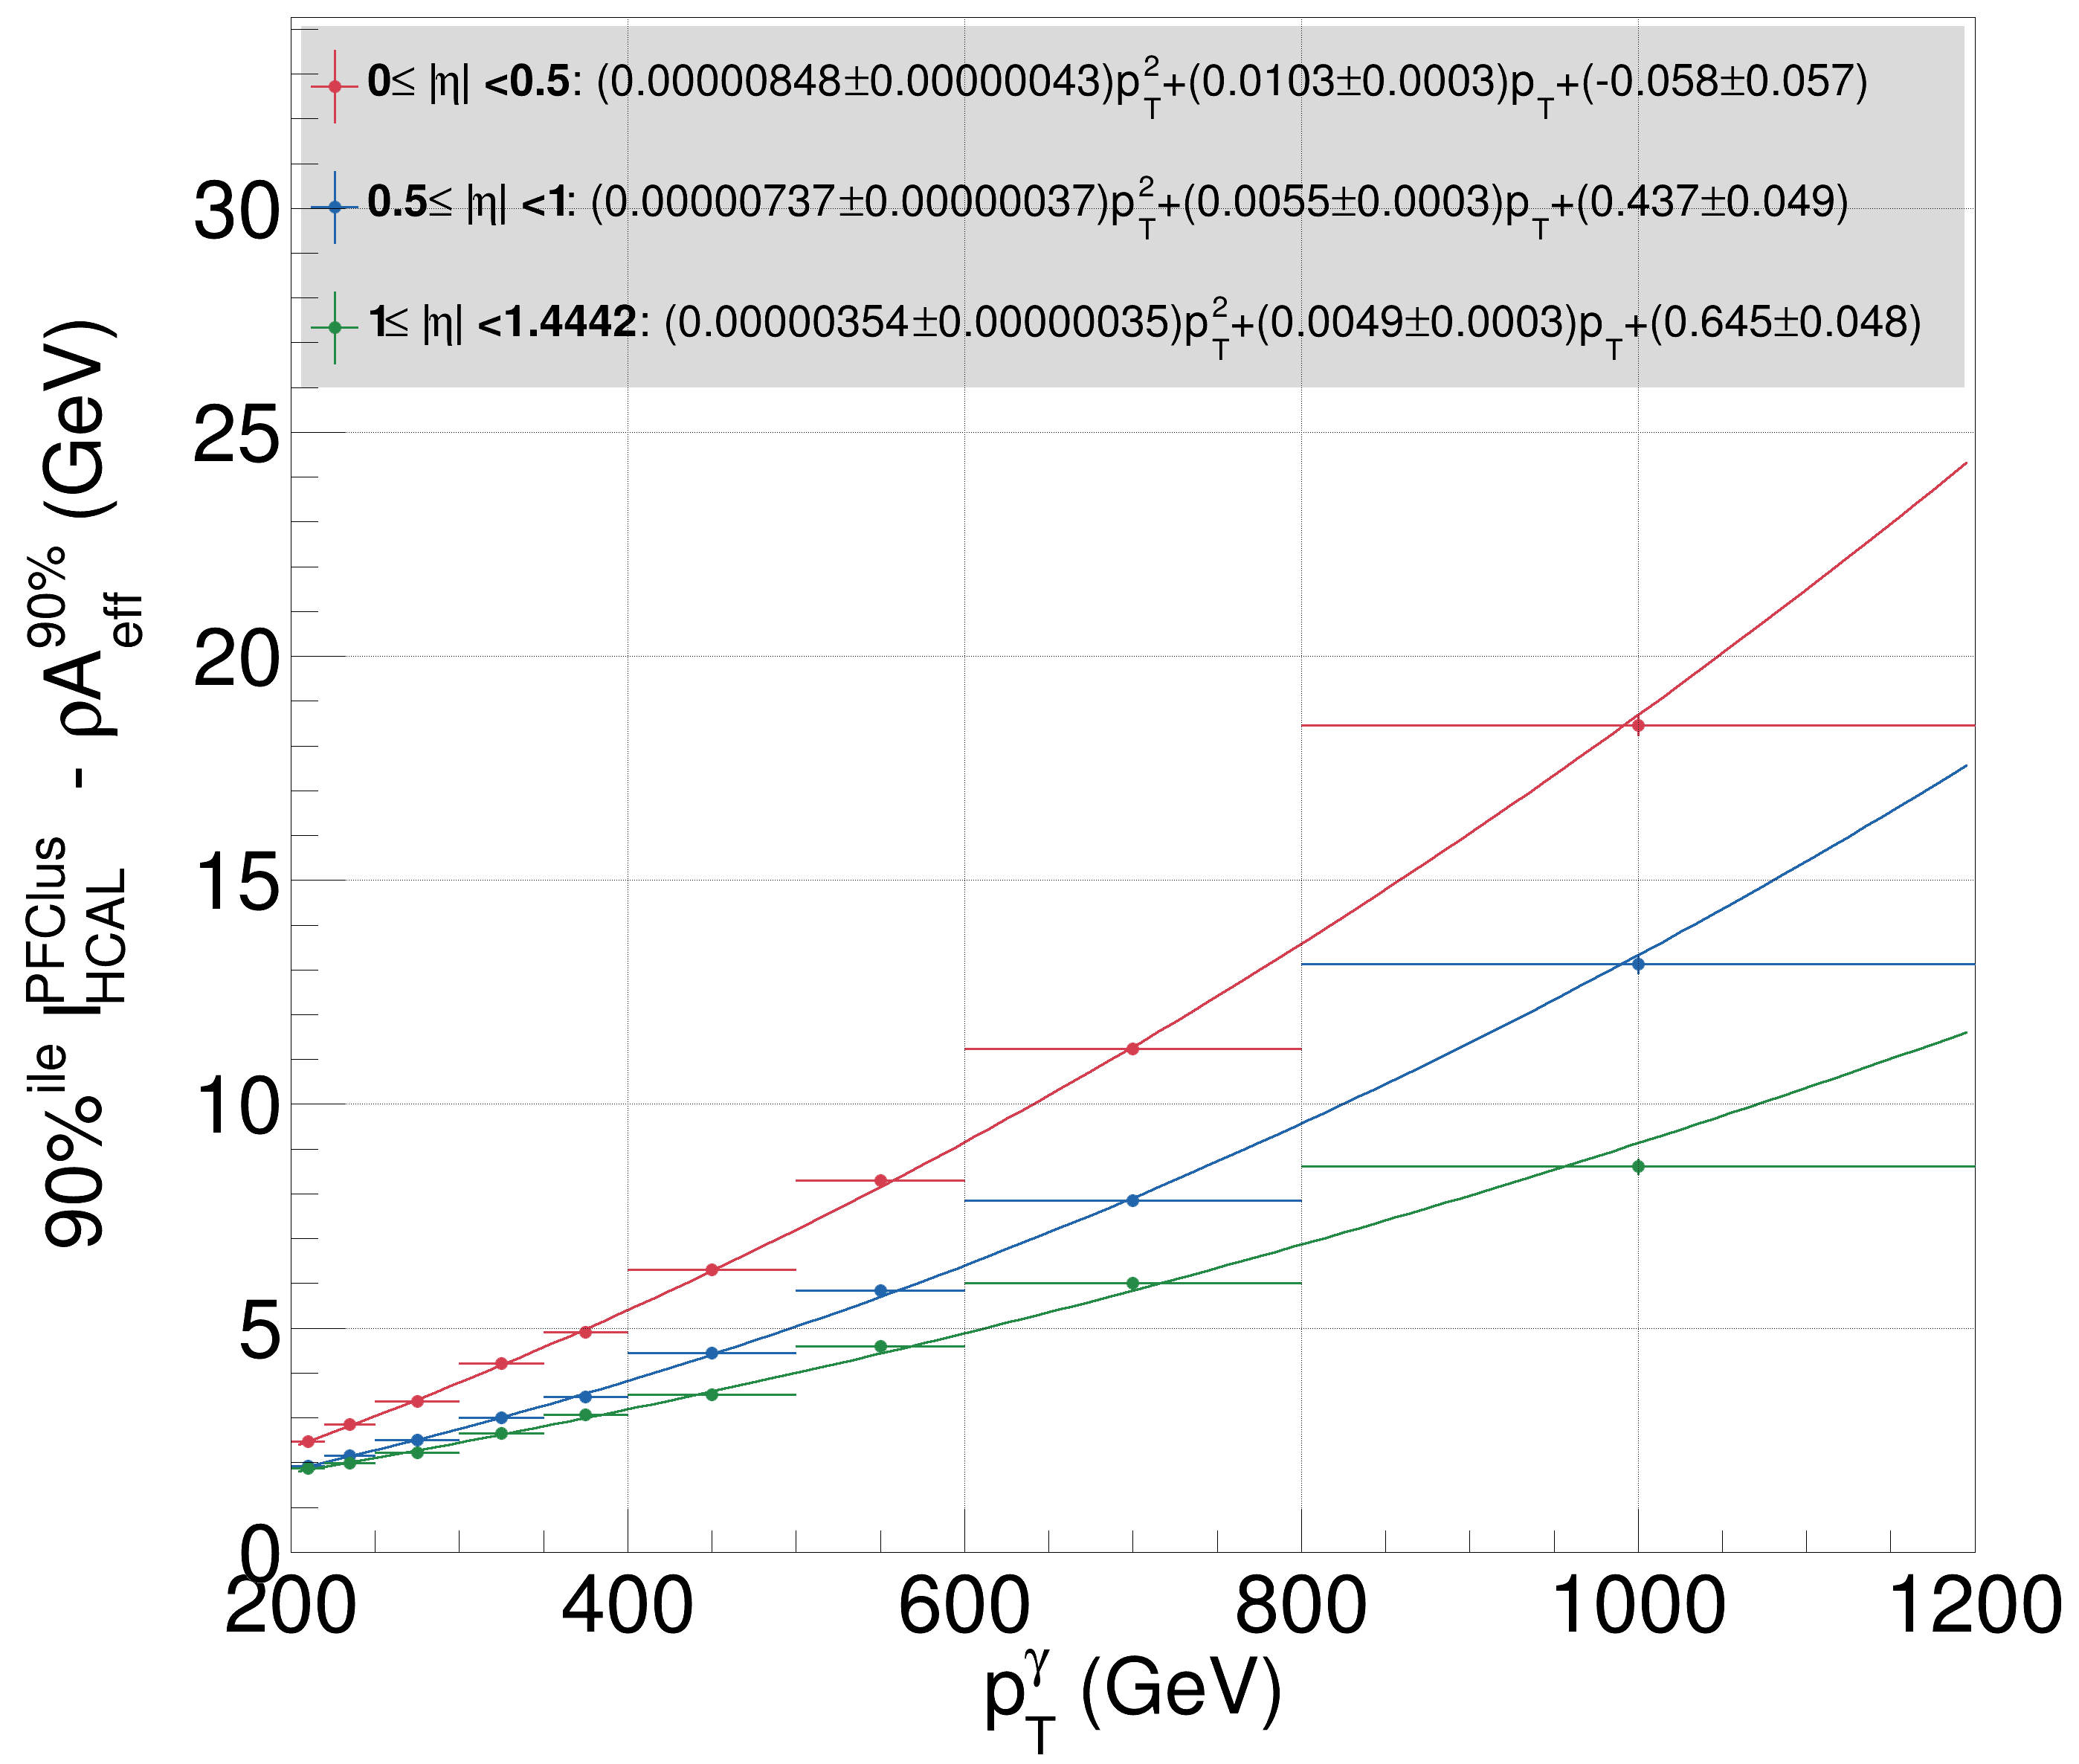 0≤ |η| <0.5: (0.00000848±0.00000043)p_T^2+(0.0103±0.0003)p_T+(-0.058±0.057)
0.5≤ |η| <1: (0.00000737±0.00000037)p_T^2+(0.0055±0.0003)p_T+(0.437±0.049)
1≤ |η| <1.4442: (0.00000354±0.00000035)p_T^2+(0.0049±0.0003)p_T+(0.645±0.048)
90%^ile I_HCAL^PFClus - ρA_eff^90% (GeV)
30
25
20
15
10
5
0
200 400 600 800 1000 1200
p_T^γ (GeV)